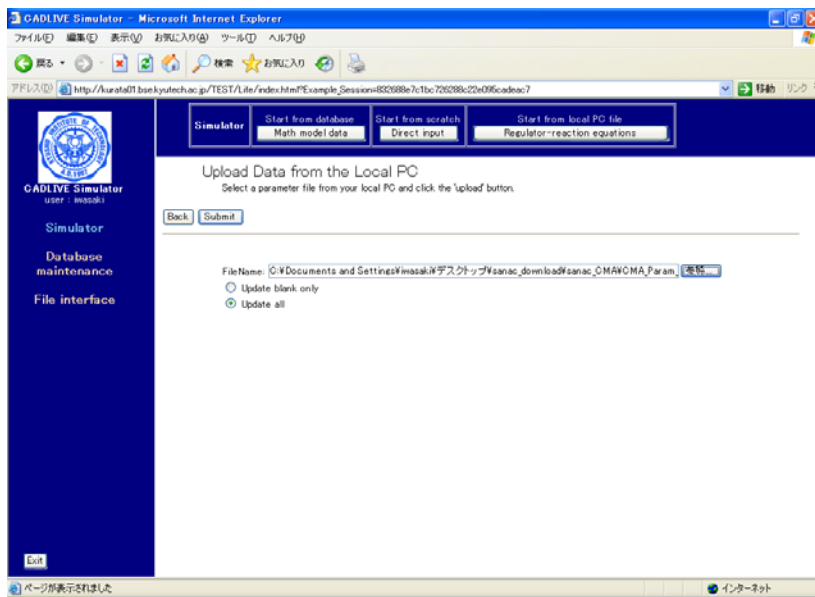 CADLIVE Simulator - Microsoft Internet Explorer
ファイル(F) 編集(E) 表示(V) お気に入り(A) ツール(T) ヘルプ(H)
戻る 検索 お気に入り
アドレス(D) http://kurata01.bse.kyutech.ac.jp/TEST/Life/index.html?Example_Session=832688e7c1bc726288c22e095cadeac7 移動 リンク
Simulator
Start from database
Math model data
Start from scratch
Direct input
Start from local PC file
Regulator-reaction equations
CADLIVE Simulator
user : iwasaki
Simulator
Database
maintenance
File interface
Exit
Upload Data from the Local PC
Select a parameter file from your local PC and click the 'upload' button.
Back Submit
FileName: C:¥Documents and Settings¥iwasaki¥デスクトップ¥sanac_download¥sanac_CMA¥CMA_Param_ 参照...
Update blank only
Update all
ページが表示されました インターネット